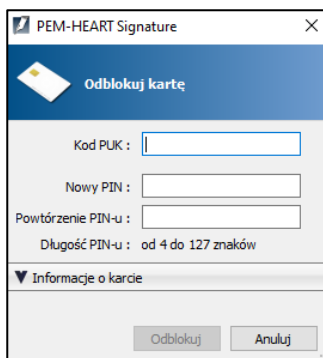 PEM-HEART Signature
Odblokuj kartę
Kod PUK :
Nowy PIN :
Powtórzenie PIN-u :
Długość PIN-u : od 4 do 127 znaków
Informacje o karcie
Odblokuj Anuluj